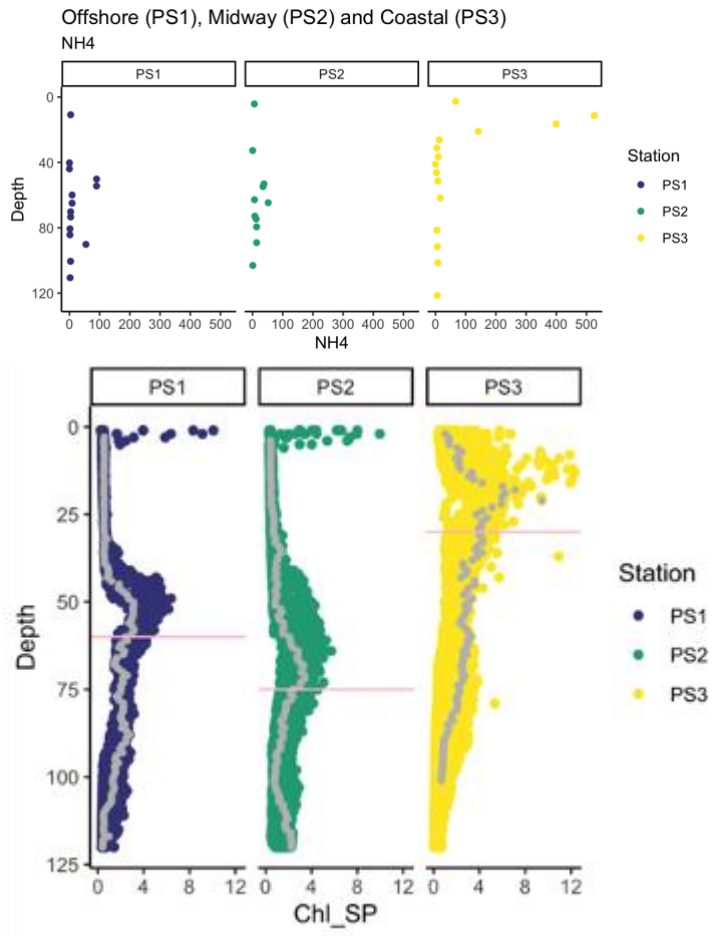 Offshore (PS1), Midway (PS2) and Coastal (PS3)
NH4
PS1 PS2 PS3
0
40
80
120
Depth
0 100 200 300 400 500 0 100 200 300 400 500 0 100 200 300 400 500
NH4
Station
PS1
PS2
PS3
PS1 PS2 PS3
0
25
50
75
100
125
Depth
0 4 8 12 0 4 8 12 0 4 8 12
Chl_SP
Station
PS1
PS2
PS3